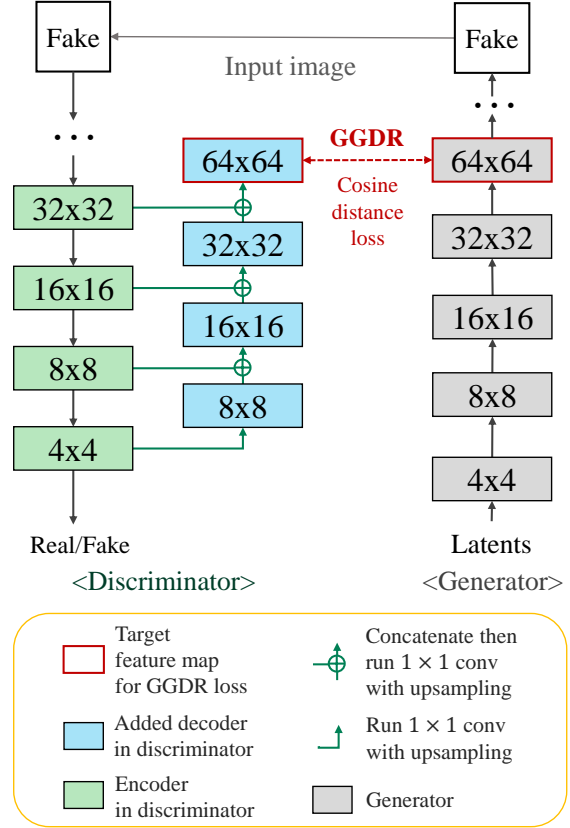 Fake
Fake
Input image
...
...
64x64
GGDR
64x64
Cosine
distance
loss
32x32
32x32
32x32
16x16
16x16
16x16
8x8
8x8
8x8
4x4
4x4
Real/Fake
Latents
<Discriminator>
<Generator>
Target
feature map
for GGDR loss
Concatenate then
run 1 × 1 conv
with upsampling
Added decoder
in discriminator
Run 1 × 1 conv
with upsampling
Encoder
in discriminator
Generator